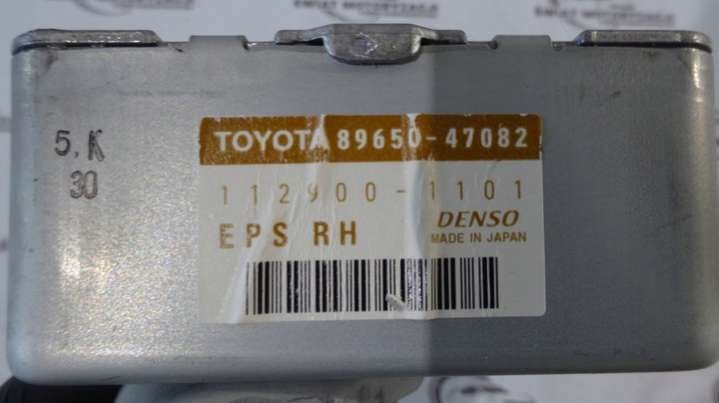 5.K
30
TOYOTA 89650-47082
112900-1101
EPS RH DENSO
MADE IN JAPAN